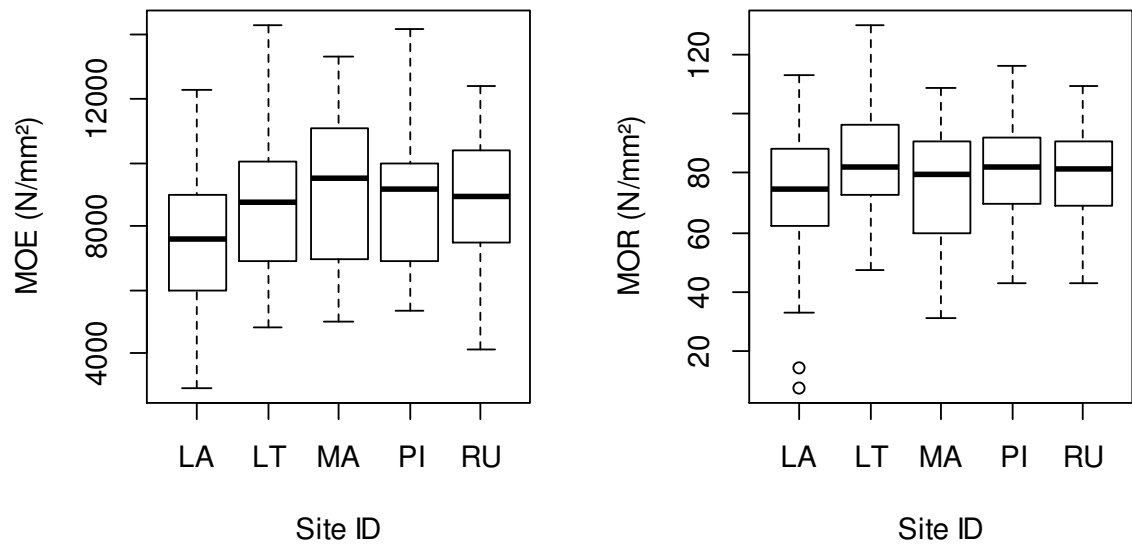 MOE (N/mm²)
4000
8000
12000
LA LT MA PI RU
Site ID
MOR (N/mm²)
20
40
60
80
120
LA LT MA PI RU
Site ID